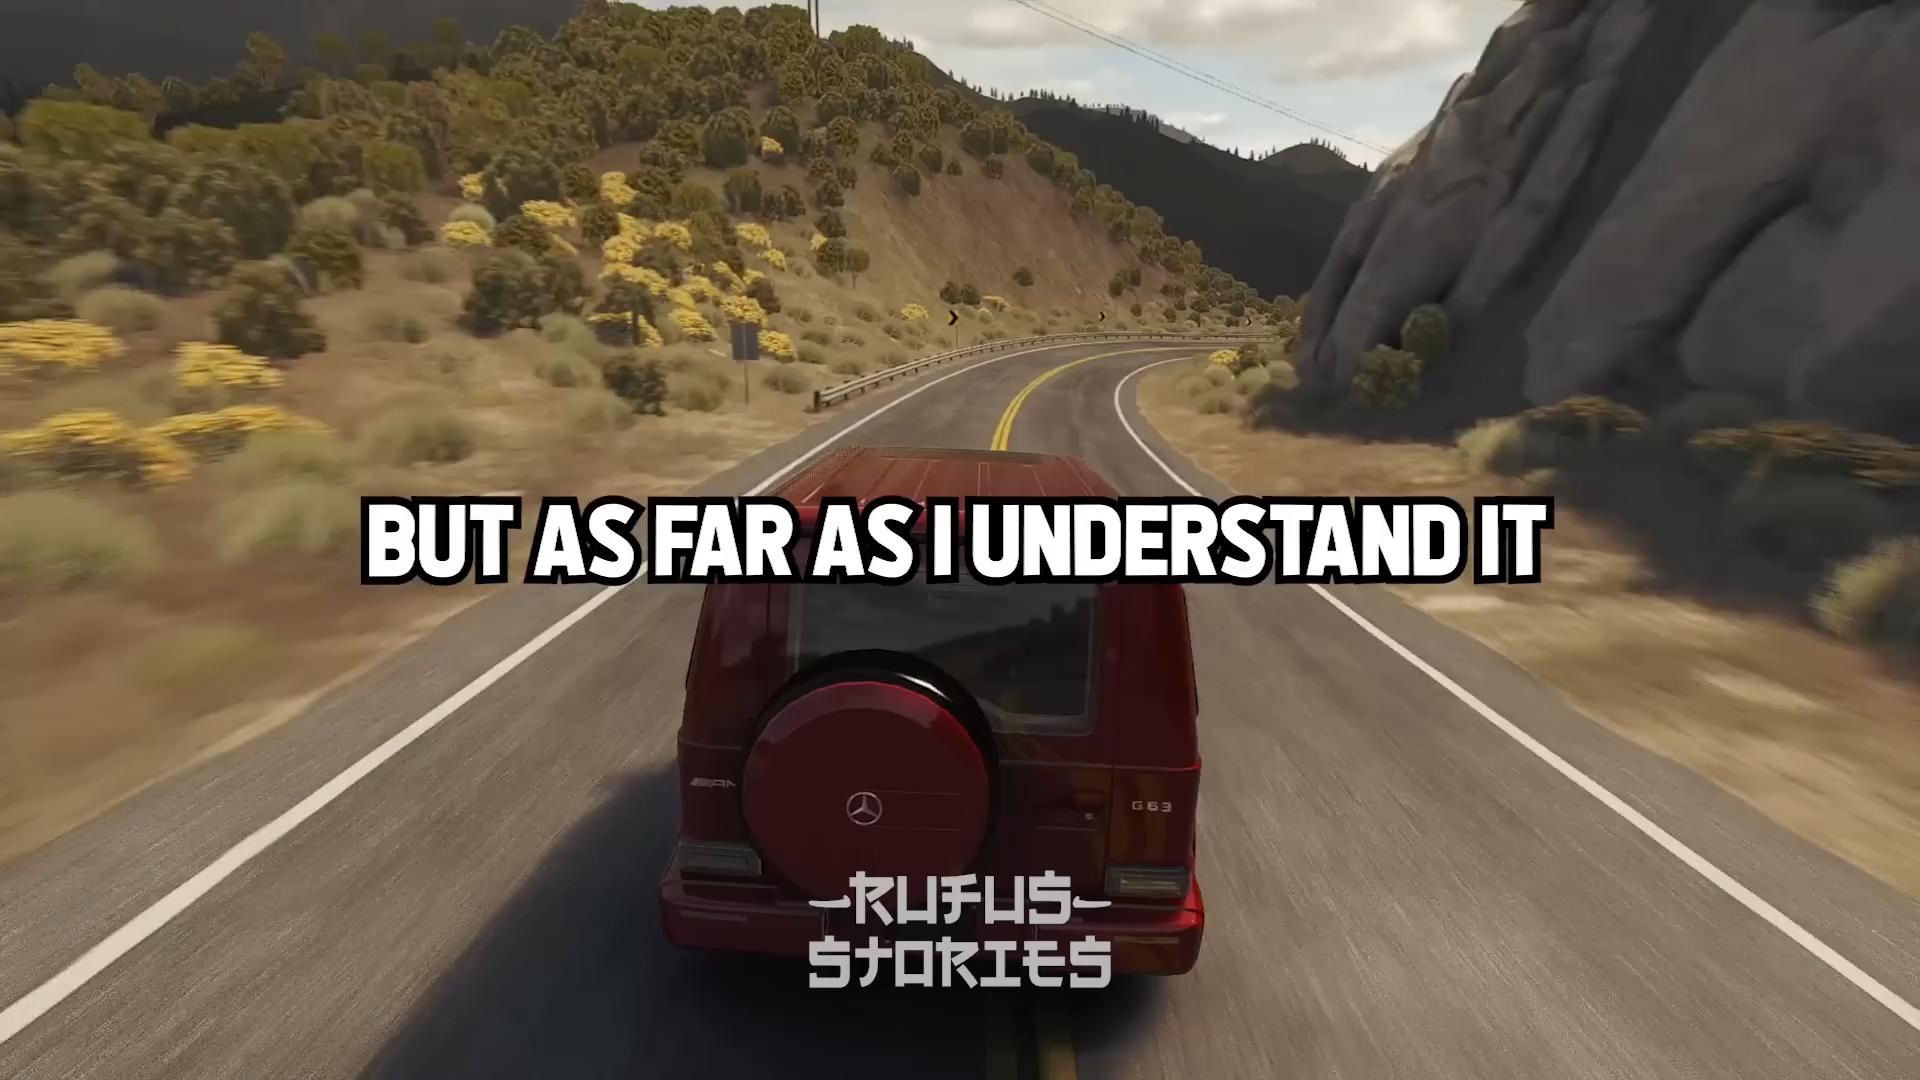 BUT AS FAR AS I UNDERSTAND IT
G63
RUFUS
STORIES